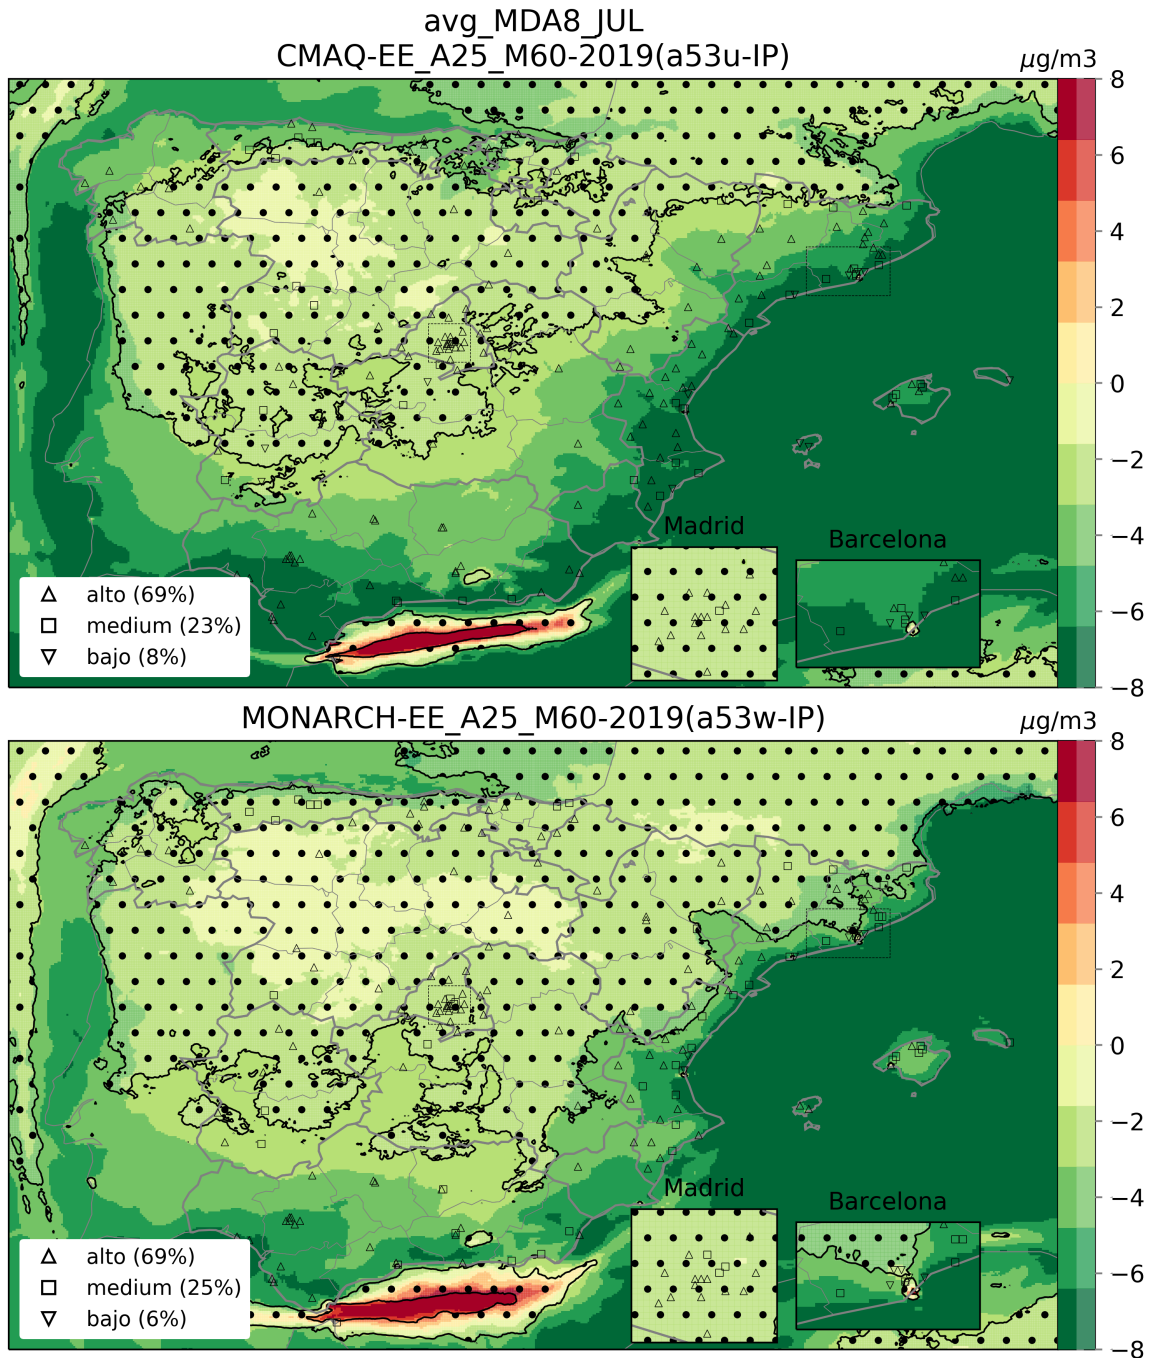 avg_MDA8_JUL
CMAQ-EE_A25_M60-2019(a53u-IP)
μg/m3
8
6
4
2
0
−2
−4
−6
−8
Madrid
Barcelona
alto (69%)
medium (23%)
bajo (8%)
MONARCH-EE_A25_M60-2019(a53w-IP)
μg/m3
8
6
4
2
0
−2
−4
−6
−8
Madrid
Barcelona
alto (69%)
medium (25%)
bajo (6%)